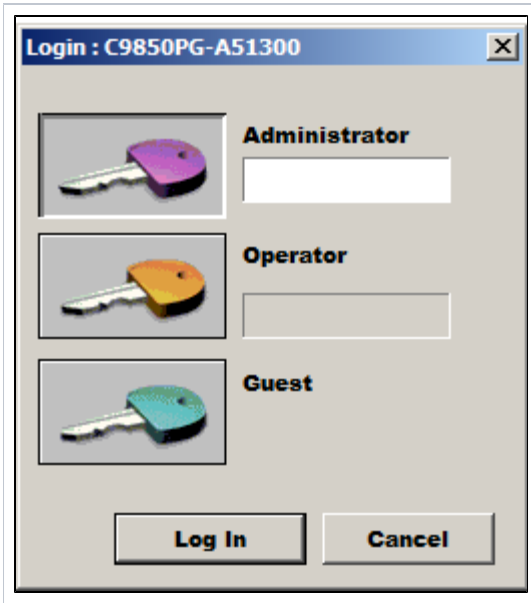 Login : C9850PG-A51300
Administrator
Operator
Guest
Log In
Cancel